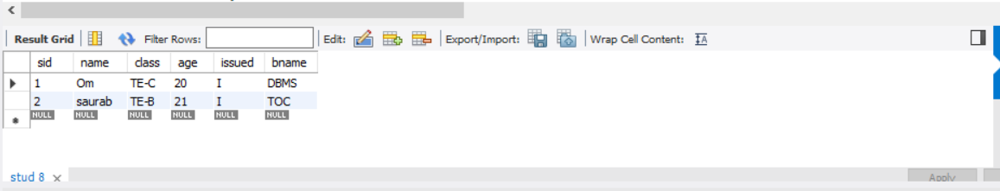 Result Grid Filter Rows: Edit: Export/Import: Wrap Cell Content: IA
sid name class age issued bname
1 Om TE-C 20 I DBMS
2 saurab TE-B 21 I TOC
NULL NULL NULL NULL NULL NULL
stud 8 × Apply